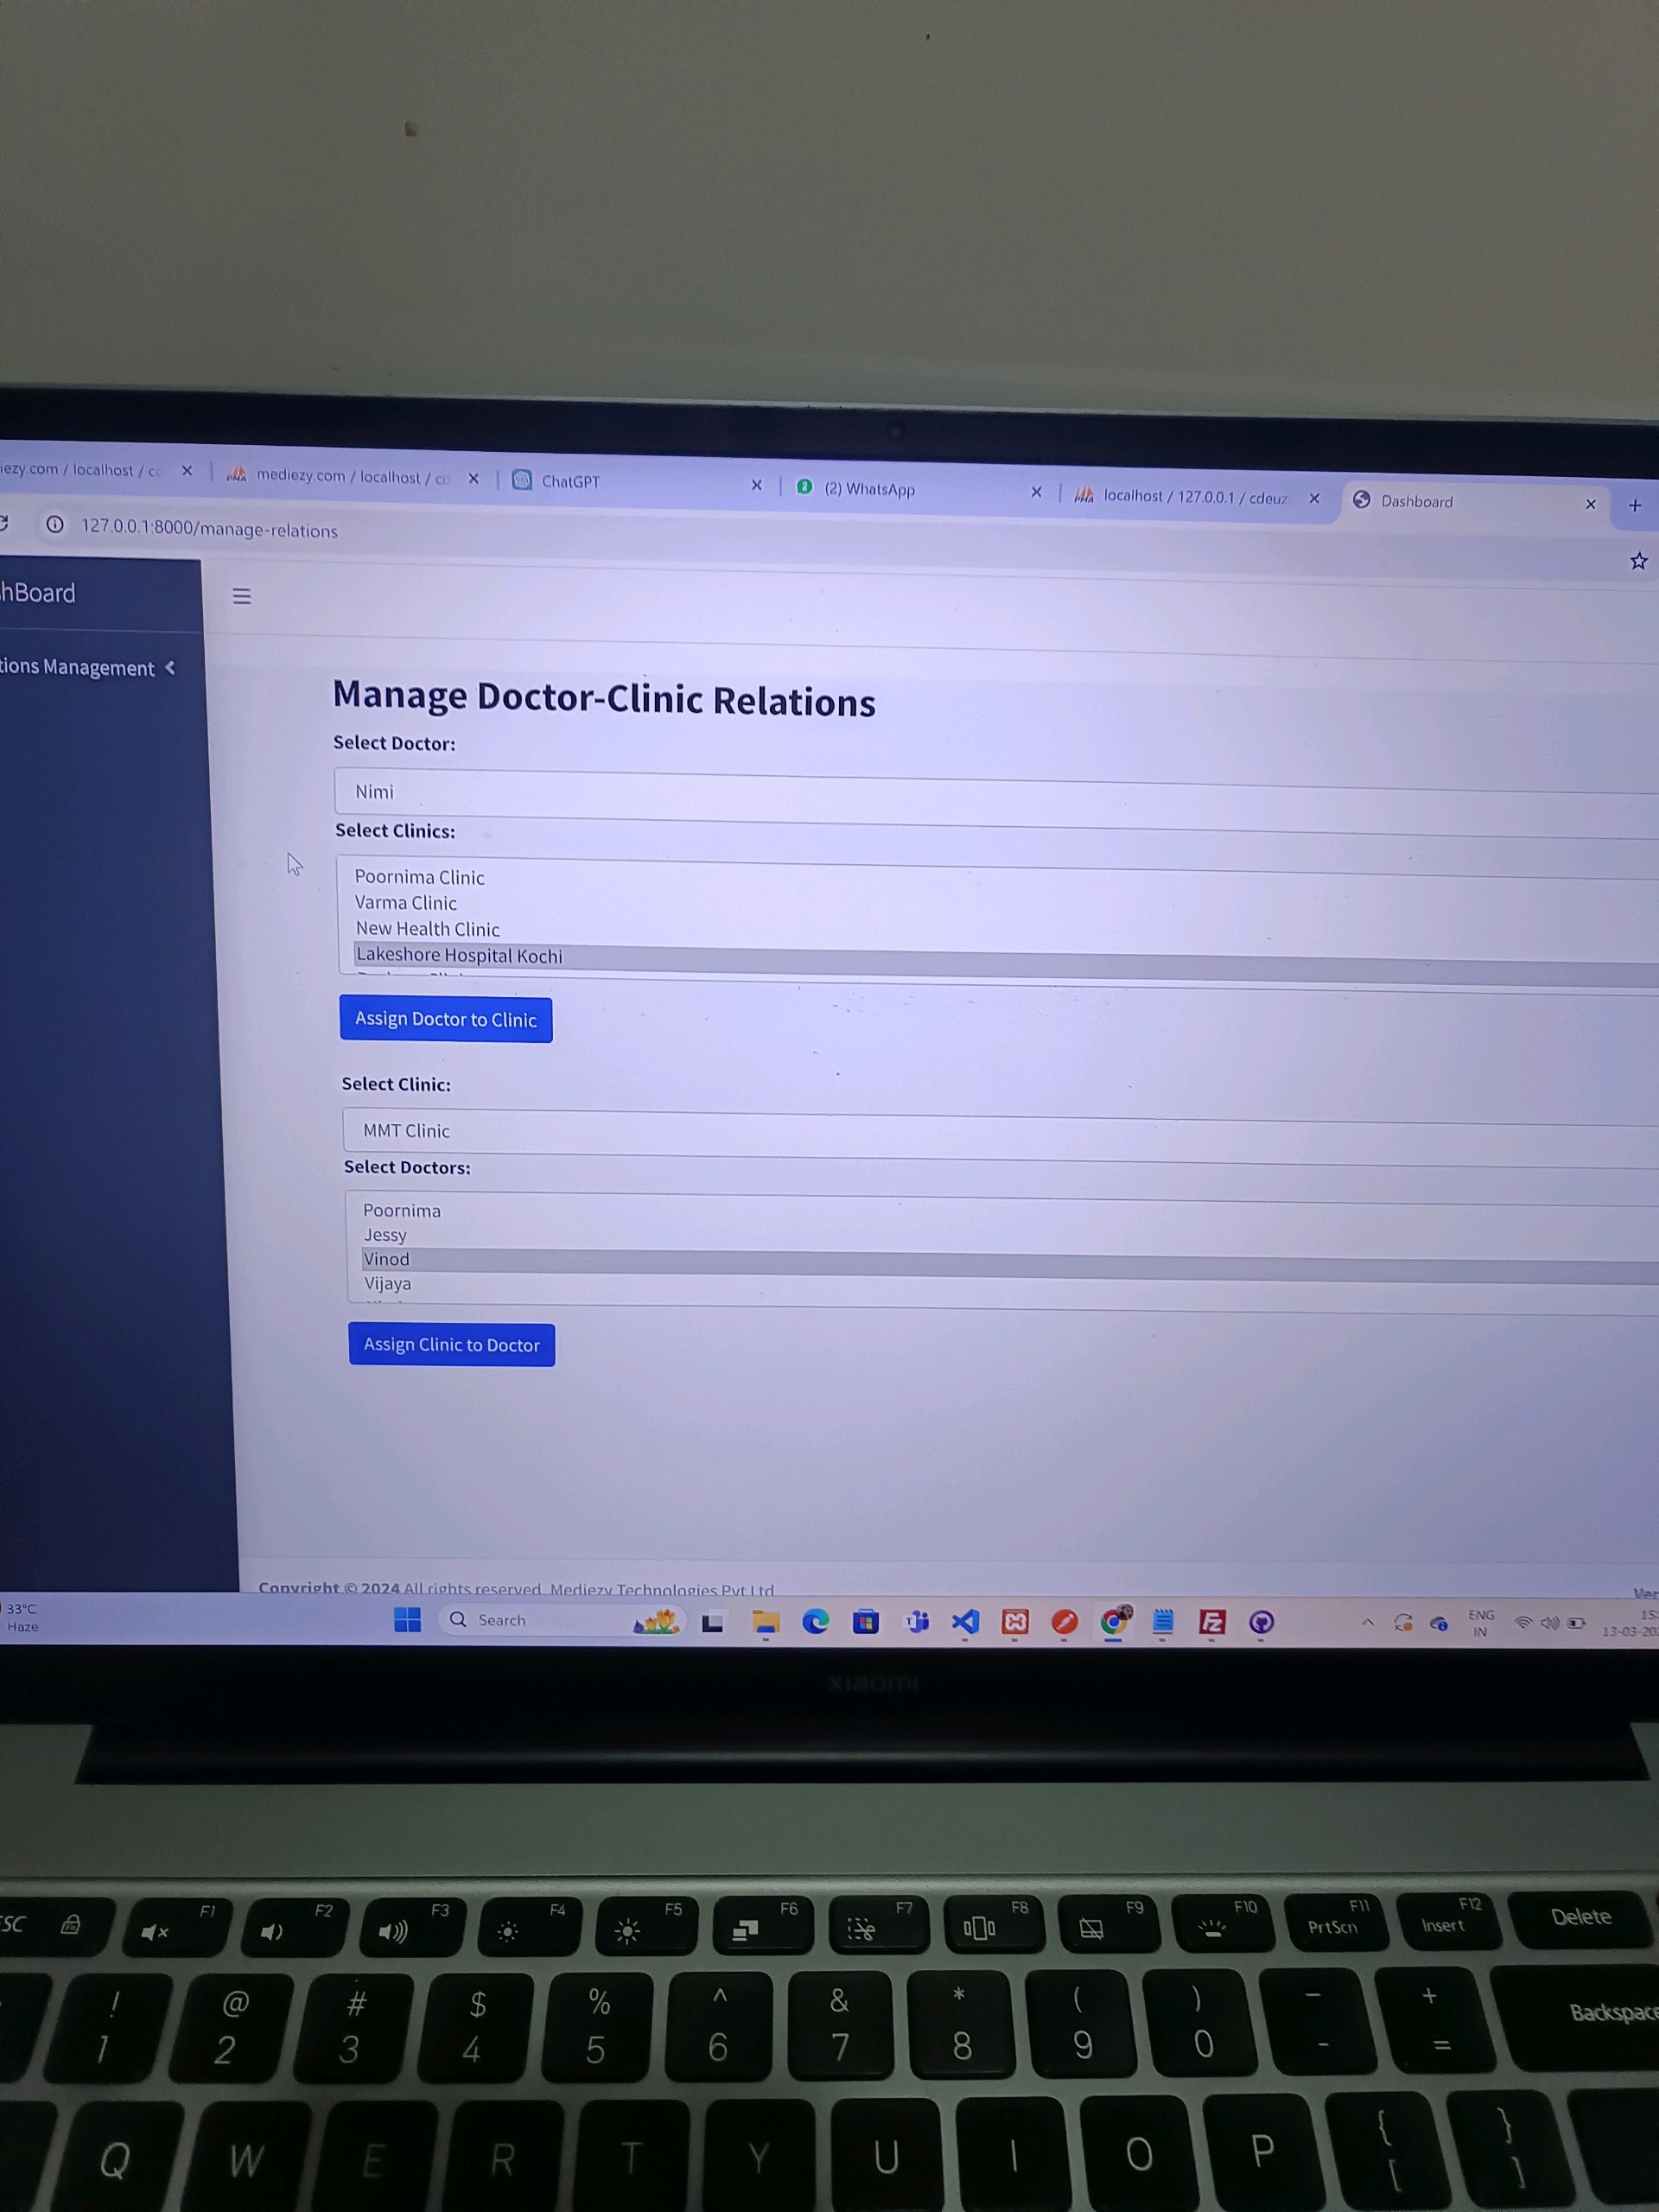 iezy.com / localhost / cd
mediezy.com / localhost / cd
ChatGPT
2
(2) WhatsApp
localhost / 127.0.0.1 / cdeuz
Dashboard
127.0.0.1:8000/manage-relations
hBoard
tions Management
Manage Doctor-Clinic Relations
Select Doctor:
Nimi
Select Clinics:
Poornima Clinic
Varma Clinic
New Health Clinic
Lakeshore Hospital Kochi
Assign Doctor to Clinic
Select Clinic:
MMT Clinic
Select Doctors:
Poornima
Jessy
Vinod
Vijaya
Assign Clinic to Doctor
Copyright © 2024 All rights reserved. Mediezy Technologies Pvt Ltd
Ver
33°C
Haze
Search
ENG
IN
15:
13-03-20
xiaomi
SC
F1
F2
F3
F4
F5
F6
F7
F8
F9
F10
F11
PrtScn
F12
Insert
Delete
! 1
@ 2
# 3
$ 4
% 5
^ 6
& 7
* 8
( 9
) 0
— -
+ =
Backspace
Q W E R T Y U I O P { [ } ]